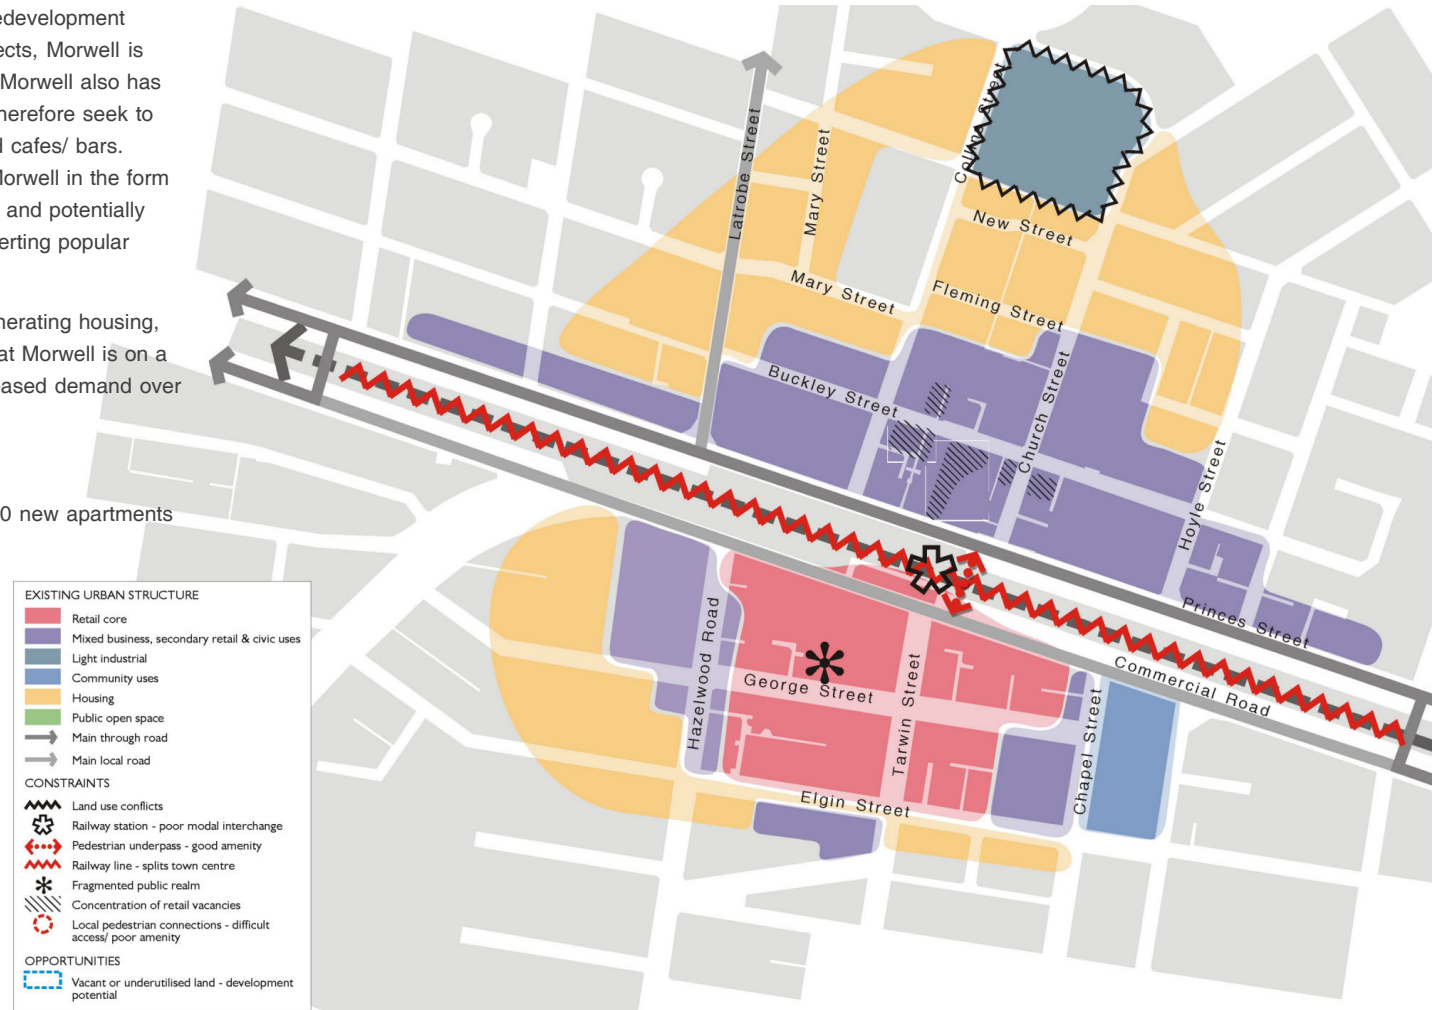 edevelopment
ects, Morwell is
Morwell also has
herefore seek to
d cafes/ bars.
Morwell in the form
and potentially
erting popular
nerating housing,
at Morwell is on a
eased demand over
0 new apartments
EXISTING URBAN STRUCTURE
Retail core
Mixed business, secondary retail & civic uses
Light industrial
Community uses
Housing
Public open space
Main through road
Main local road
CONSTRAINTS
Land use conflicts
Railway station - poor modal interchange
Pedestrian underpass - good amenity
Railway line - splits town centre
Fragmented public realm
Concentration of retail vacancies
Local pedestrian connections - difficult
access/ poor amenity
OPPORTUNITIES
Vacant or underutilised land - development
potential
Latrobe Street
Mary Street
Collins Street
New Street
Mary Street
Fleming Street
Buckley Street
Church Street
Hoyle Street
Princes Street
Commercial Road
Hazelwood Road
George Street
Tarwin Street
Chapel Street
Elgin Street